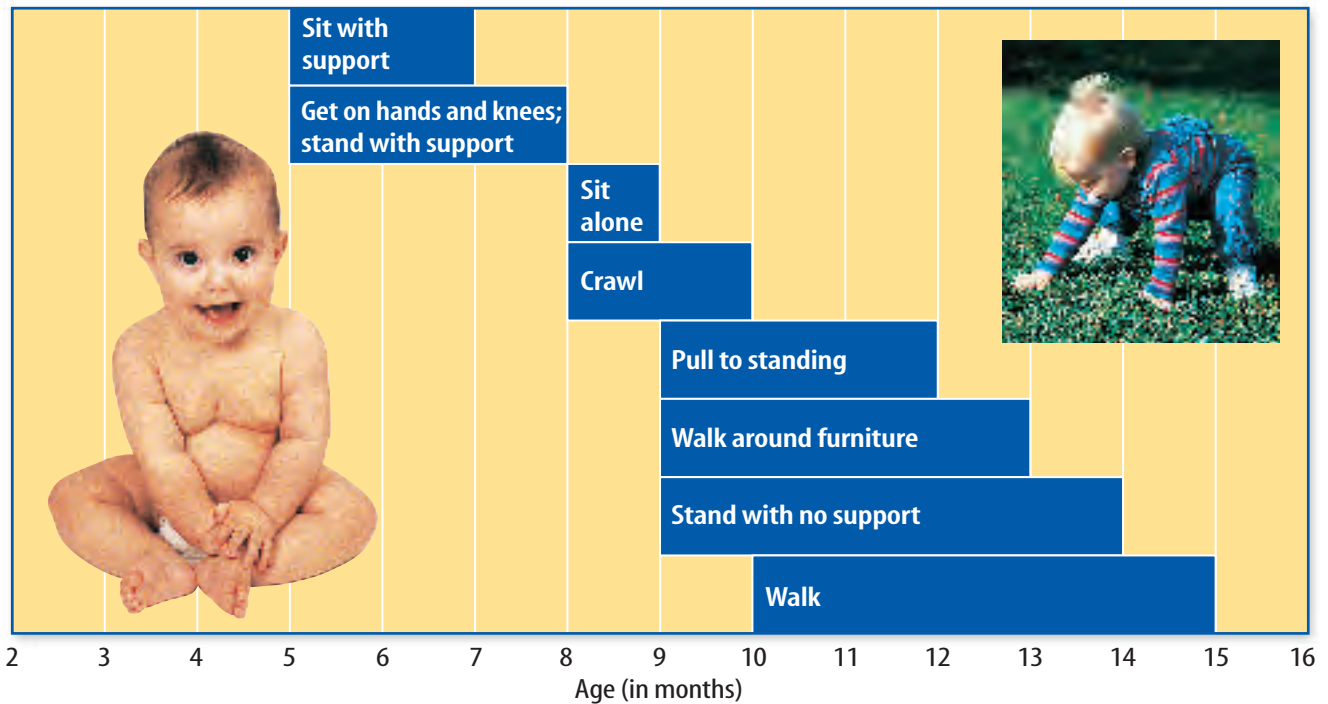 Sit with
support
Get on hands and knees;
stand with support
Sit
alone
Crawl
Pull to standing
Walk around furniture
Stand with no support
Walk
2 3 4 5 6 7 8 9 10 11 12 13 14 15 16
Age (in months)